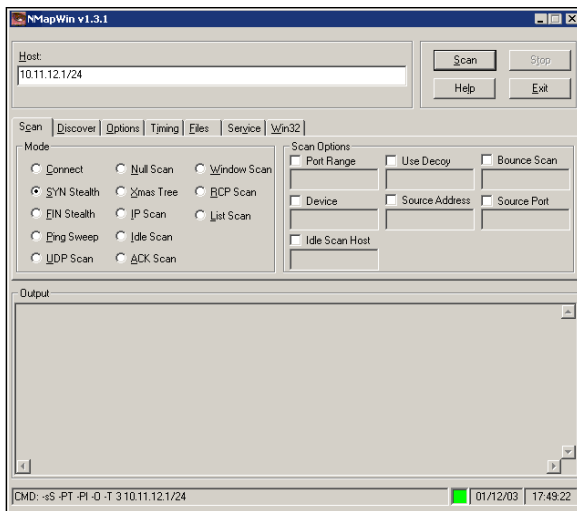 NMapWin v1.3.1
Host:
10.11.12.1/24
Scan Stop
Help Exit
Scan Discover Options Timing Files Service Win32
Mode
Connect Null Scan Window Scan
SYN Stealth Xmas Tree RCP Scan
FIN Stealth IP Scan List Scan
Ping Sweep Idle Scan
UDP Scan ACK Scan
Scan Options
Port Range Use Decoy Bounce Scan
Device Source Address Source Port
Idle Scan Host
Output
CMD: -sS -PT -PI -O -T 3 10.11.12.1/24 01/12/03 17:49:22